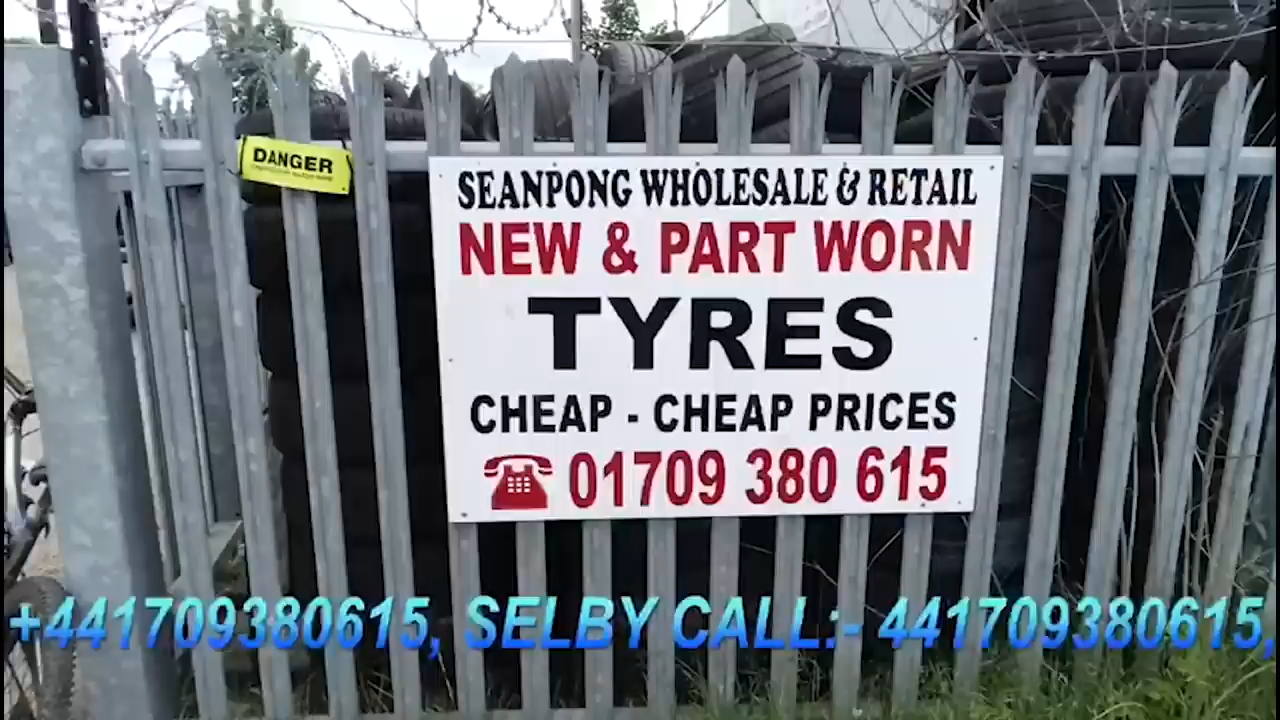 DANGER
SEANPONG WHOLESALE & RETAIL
NEW & PART WORN
TYRES
CHEAP - CHEAP PRICES
01709 380 615
+441709380615, SELBY CALL:- 441709380615,